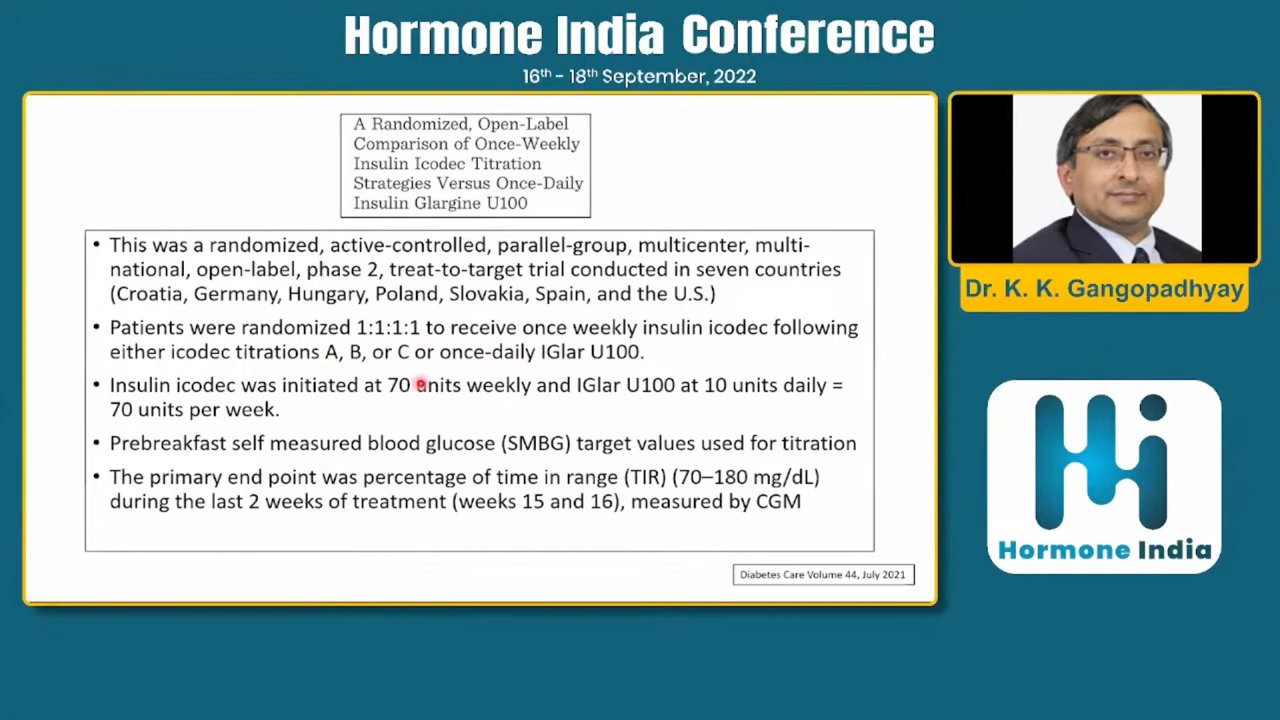 Hormone India Conference
16th - 18th September, 2022
A Randomized, Open-Label
Comparison of Once-Weekly
Insulin Icodec Titration
Strategies Versus Once-Daily
Insulin Glargine U100
• This was a randomized, active-controlled, parallel-group, multicenter, multi-
national, open-label, phase 2, treat-to-target trial conducted in seven countries
(Croatia, Germany, Hungary, Poland, Slovakia, Spain, and the U.S.)
• Patients were randomized 1:1:1:1 to receive once weekly insulin icodec following
either icodec titrations A, B, or C or once-daily IGlar U100.
• Insulin icodec was initiated at 70 units weekly and IGlar U100 at 10 units daily =
70 units per week.
• Prebreakfast self measured blood glucose (SMBG) target values used for titration
• The primary end point was percentage of time in range (TIR) (70–180 mg/dL)
during the last 2 weeks of treatment (weeks 15 and 16), measured by CGM
Diabetes Care Volume 44, July 2021
Dr. K. K. Gangopadhyay
Hormone India